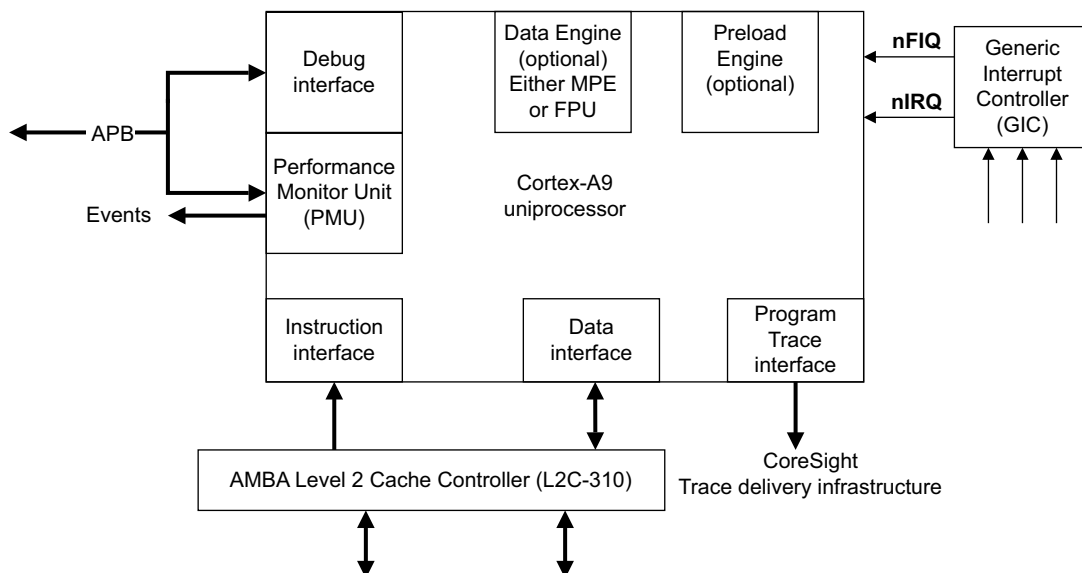 Debug
interface
Data Engine
(optional)
Either MPE
or FPU
Preload
Engine
(optional)
nFIQ
nIRQ
Generic
Interrupt
Controller
(GIC)
APB
Performance
Monitor Unit
(PMU)
Events
Cortex-A9
uniprocessor
Instruction
interface
Data
interface
Program
Trace
interface
AMBA Level 2 Cache Controller (L2C-310)
CoreSight
Trace delivery infrastructure